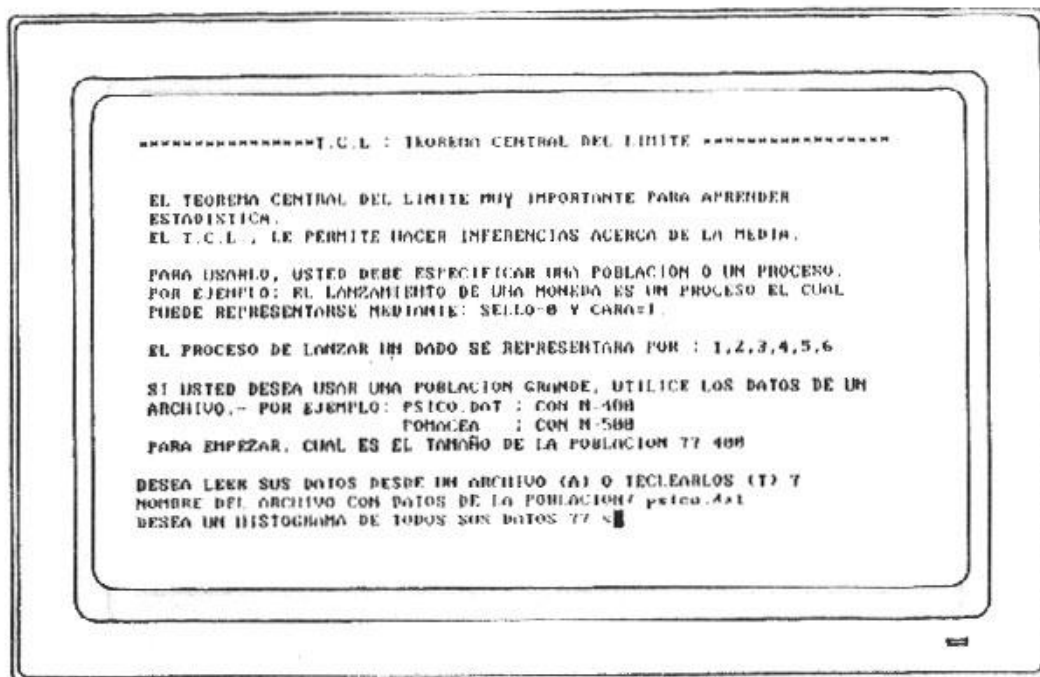 ****************T.C.L : TEOREMA CENTRAL DEL LIMITE *****************
EL TEOREMA CENTRAL DEL LIMITE MUY IMPORTANTE PARA APRENDER
ESTADISTICA.
EL T.C.L., LE PERMITE HACER INFERENCIAS ACERCA DE LA MEDIA.
PARA USARLO, USTED DEBE ESPECIFICAR UNA POBLACION O UN PROCESO.
POR EJEMPLO: EL LANZAMIENTO DE UNA MONEDA ES UN PROCESO EL CUAL
PUEDE REPRESENTARSE MEDIANTE: SELLO=0 Y CARA=1.
EL PROCESO DE LANZAR UN DADO SE REPRESENTARA POR : 1,2,3,4,5,6
SI USTED DESEA USAR UNA POBLACION GRANDE, UTILICE LOS DATOS DE UN
ARCHIVO.- POR EJEMPLO: PSICO.DAT ; CON N=400
POMACEA ; CON N=500
PARA EMPEZAR, CUAL ES EL TAMAÑO DE LA POBLACION ?? 400
DESEA LEER SUS DATOS DESDE UN ARCHIVO (A) O TECLEARLOS (T) ?
NOMBRE DEL ARCHIVO CON DATOS DE LA POBLACION? psico.dat
DESEA UN HISTOGRAMA DE TODOS SUS DATOS ??